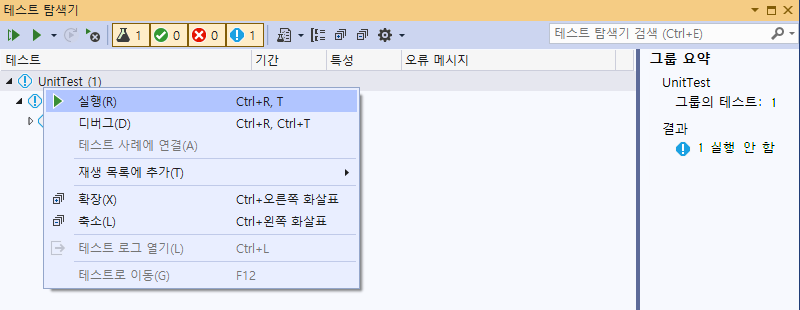 테스트 탐색기
1 0 0 1 테스트 탐색기 검색 (Ctrl+E)
테스트 기간 특성 오류 메시지
UnitTest (1)
실행(R) Ctrl+R, T
디버그(D) Ctrl+R, Ctrl+T
테스트 사례에 연결(A)
재생 목록에 추가(T)
확장(X) Ctrl+오른쪽 화살표
축소(L) Ctrl+왼쪽 화살표
테스트 로그 열기(L) Ctrl+L
테스트로 이동(G) F12
그룹 요약
UnitTest
그룹의 테스트: 1
결과
1 실행 안 함